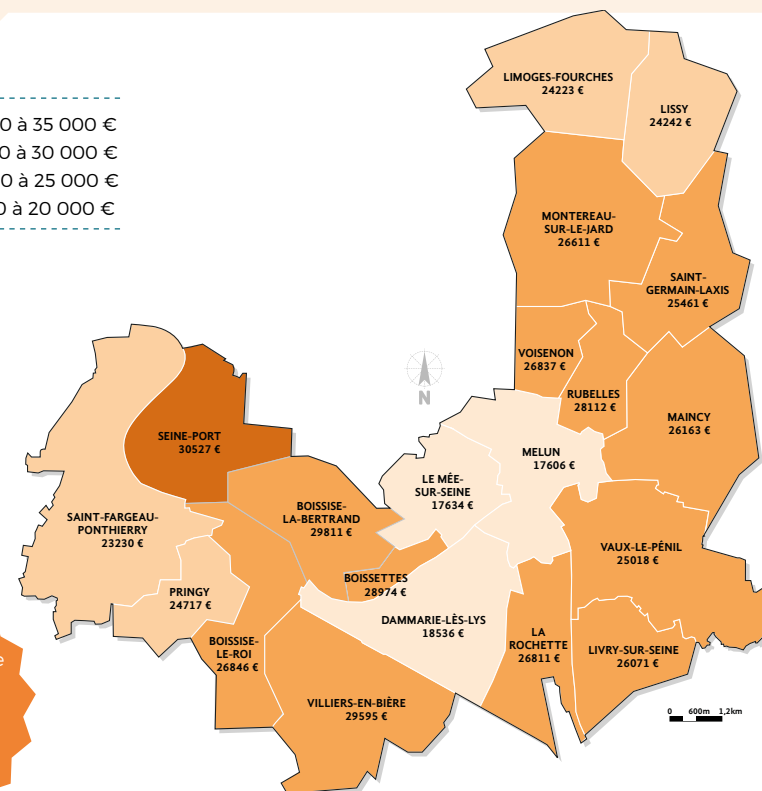 0 à 35 000 €
0 à 30 000 €
0 à 25 000 €
0 à 20 000 €
LIMOGES-FOURCHES
24223 €
LISSY
24242 €
MONTEREAU-
SUR-LE-JARD
26611 €
SAINT-
GERMAIN-LAXIS
25461 €
VOISENON
26837 €
RUBELLES
28112 €
MAINCY
26163 €
N
SEINE-PORT
30527 €
MELUN
17606 €
LE MÉE-
SUR-SEINE
17634 €
BOISSISE-
LA-BERTRAND
29811 €
SAINT-FARGEAU-
PONTHIERRY
23230 €
VAUX-LE-PÉNIL
25018 €
BOISSETTES
28974 €
PRINGY
24717 €
DAMMARIE-LÈS-LYS
18536 €
BOISSISE-
LE-ROI
26846 €
LA
ROCHETTE
26811 €
LIVRY-SUR-SEINE
26071 €
VILLIERS-EN-BIÈRE
29595 €
0 600m 1,2km